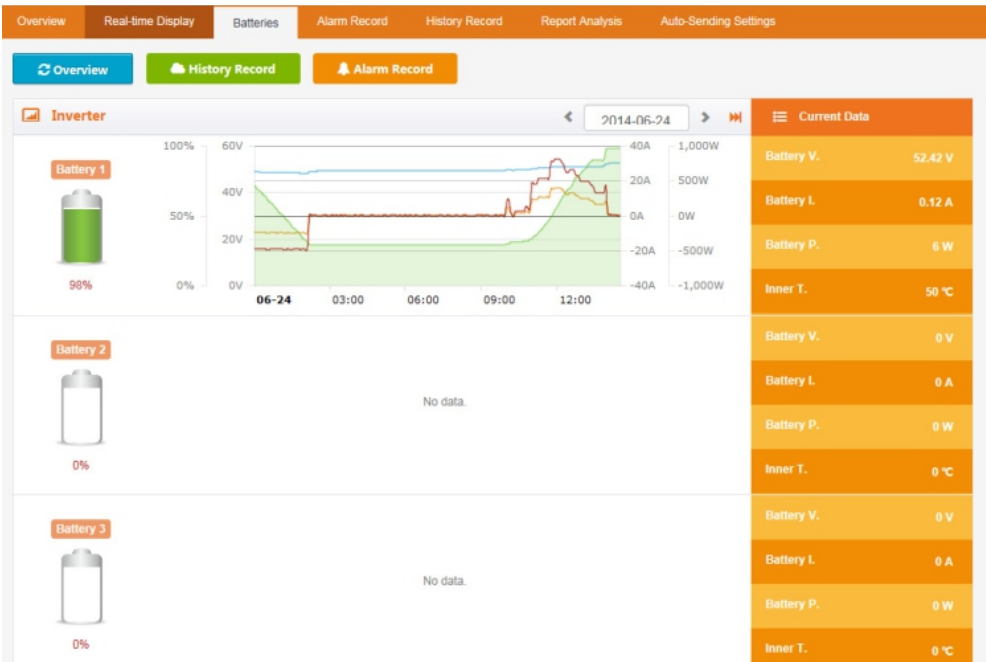 Overview Real-time Display Batteries Alarm Record History Record Report Analysis Auto-Sending Settings
Overview History Record Alarm Record
Inverter 2014-06-24 Current Data
Battery 1
98%
100% 60V 40A 1,000W
40V 20A 500W
50% 0A 0W
20V -20A -500W
0% 0V -40A -1,000W
06-24 03:00 06:00 09:00 12:00
Battery V. 52.42 V
Battery I. 0.12 A
Battery P. 6 W
Inner T. 50 ℃
Battery 2
0%
No data.
Battery V. 0 V
Battery I. 0 A
Battery P. 0 W
Inner T. 0 ℃
Battery 3
0%
No data.
Battery V. 0 V
Battery I. 0 A
Battery P. 0 W
Inner T. 0 ℃